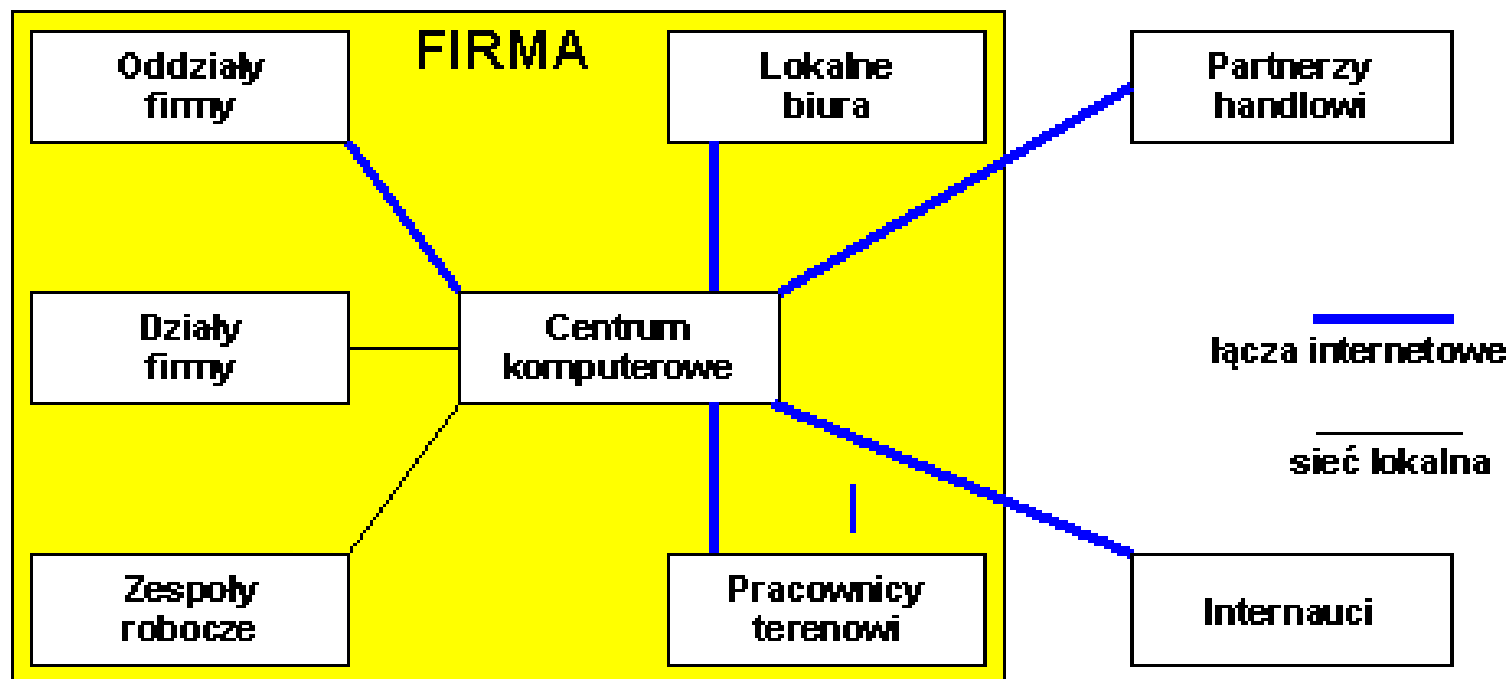 FIRMA
Oddziały
firmy
Lokalne
biura
Partnerzy
handlowi
Działy
firmy
Centrum
komputerowe
łącza internetowe
sieć lokalna
Zespoły
robocze
Pracownicy
terenowi
Internauci